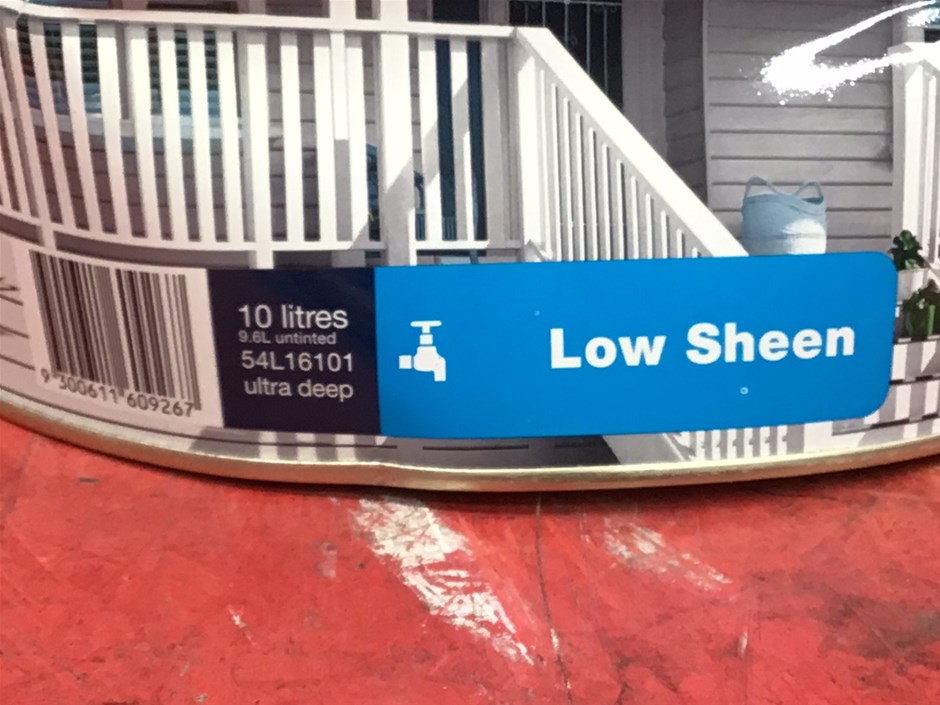 10 litres
9.6L untinted
54L16101
ultra deep
Low Sheen
9 300611 609267